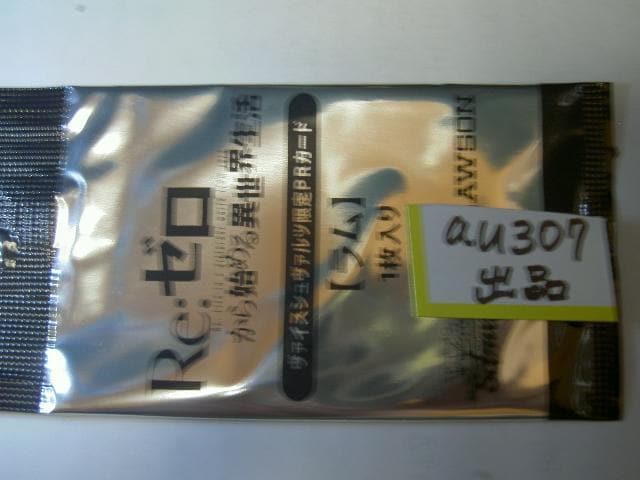 Re:ゼロ
から始める異世界生活
ヴァイスシュヴァルツ限定PRカード
【ラム】
1枚入り
LAWSON
au307
出品